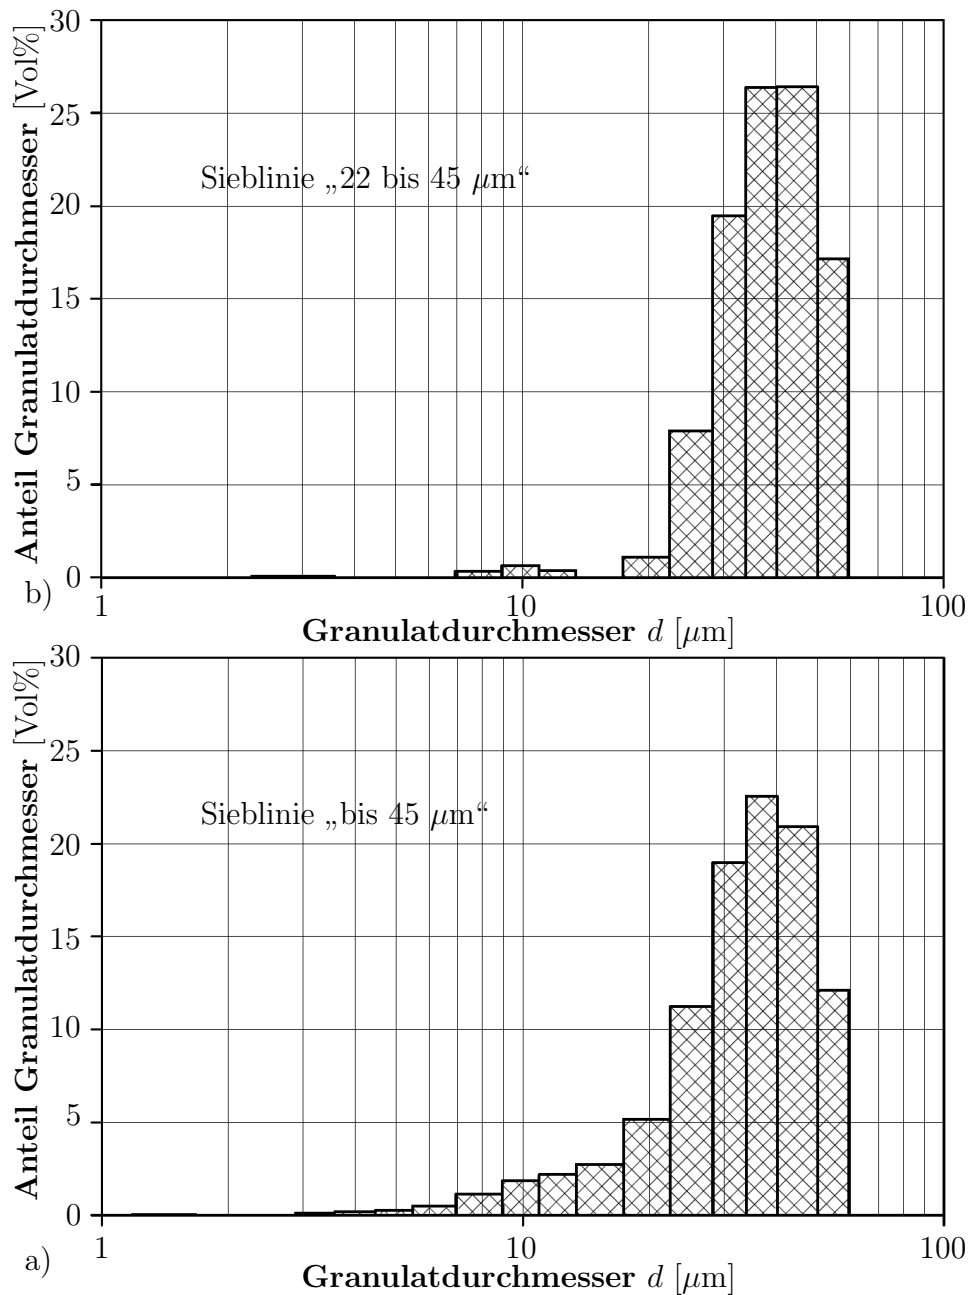 30
25
20
15
10
5
0
Anteil Granulatdurchmesser [Vol%]
Sieblinie „22 bis 45 μm“
b)
1
10
100
Granulatdurchmesser d [μm]
30
25
20
15
10
5
0
Anteil Granulatdurchmesser [Vol%]
Sieblinie „bis 45 μm“
a)
1
10
100
Granulatdurchmesser d [μm]